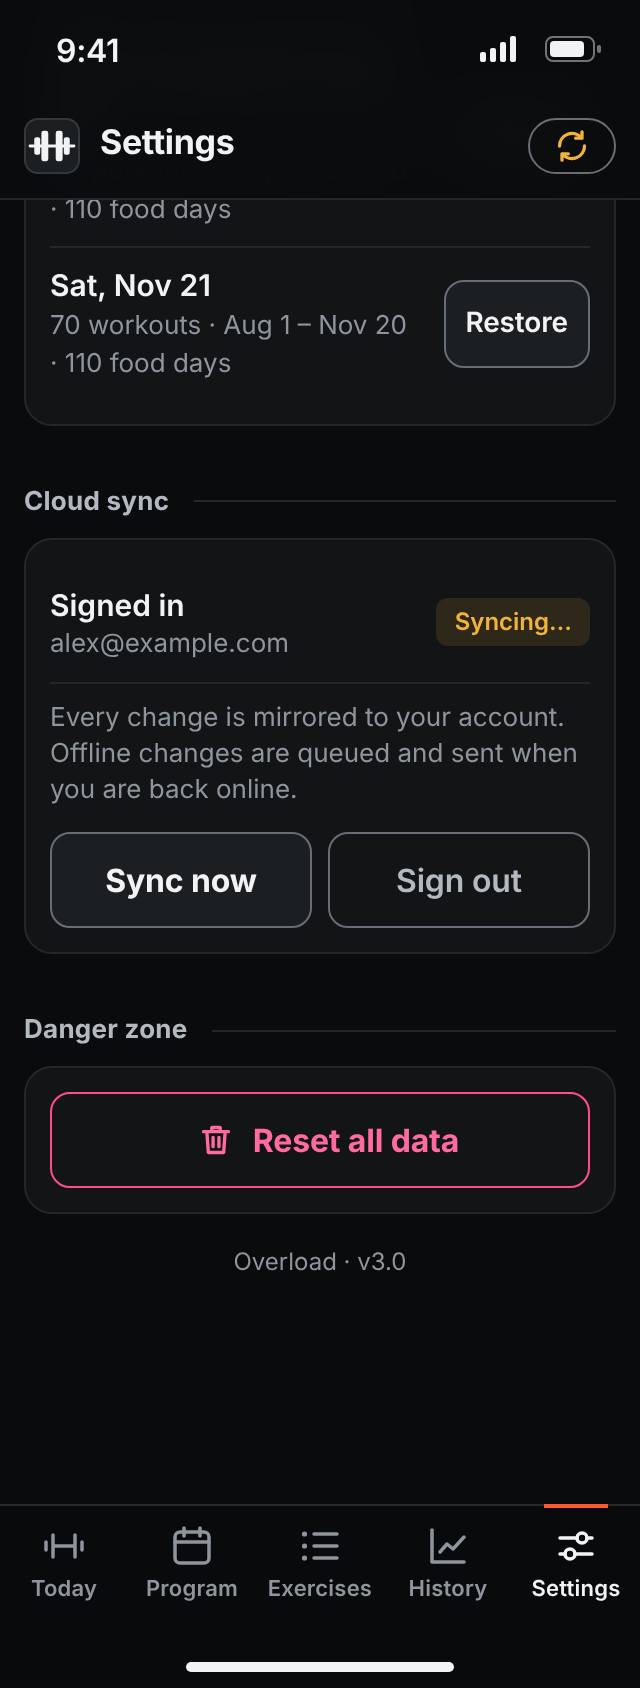 9:41
Settings
· 110 food days
Sat, Nov 21
70 workouts · Aug 1 – Nov 20
· 110 food days
Restore
Cloud sync
Signed in
alex@example.com
Syncing...
Every change is mirrored to your account.
Offline changes are queued and sent when
you are back online.
Sync now
Sign out
Danger zone
Reset all data
Overload · v3.0
Today
Program
Exercises
History
Settings